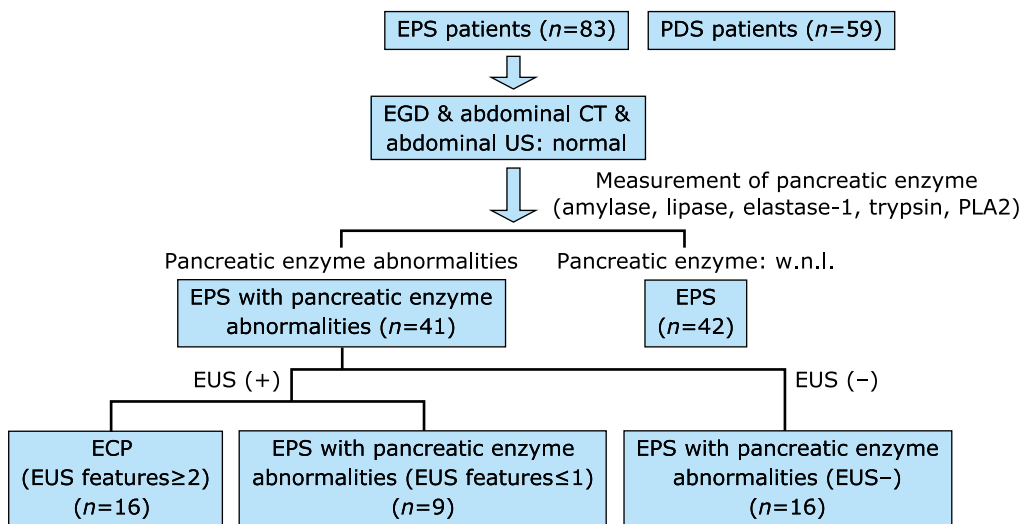 EPS patients (n=83)
PDS patients (n=59)
EGD & abdominal CT &
abdominal US: normal
Measurement of pancreatic enzyme
(amylase, lipase, elastase-1, trypsin, PLA2)
Pancreatic enzyme abnormalities
Pancreatic enzyme: w.n.l.
EPS with pancreatic enzyme
abnormalities (n=41)
EPS
(n=42)
EUS (+)
EUS (–)
ECP
(EUS features≥2)
(n=16)
EPS with pancreatic enzyme
abnormalities (EUS features≤1)
(n=9)
EPS with pancreatic enzyme
abnormalities (EUS–)
(n=16)